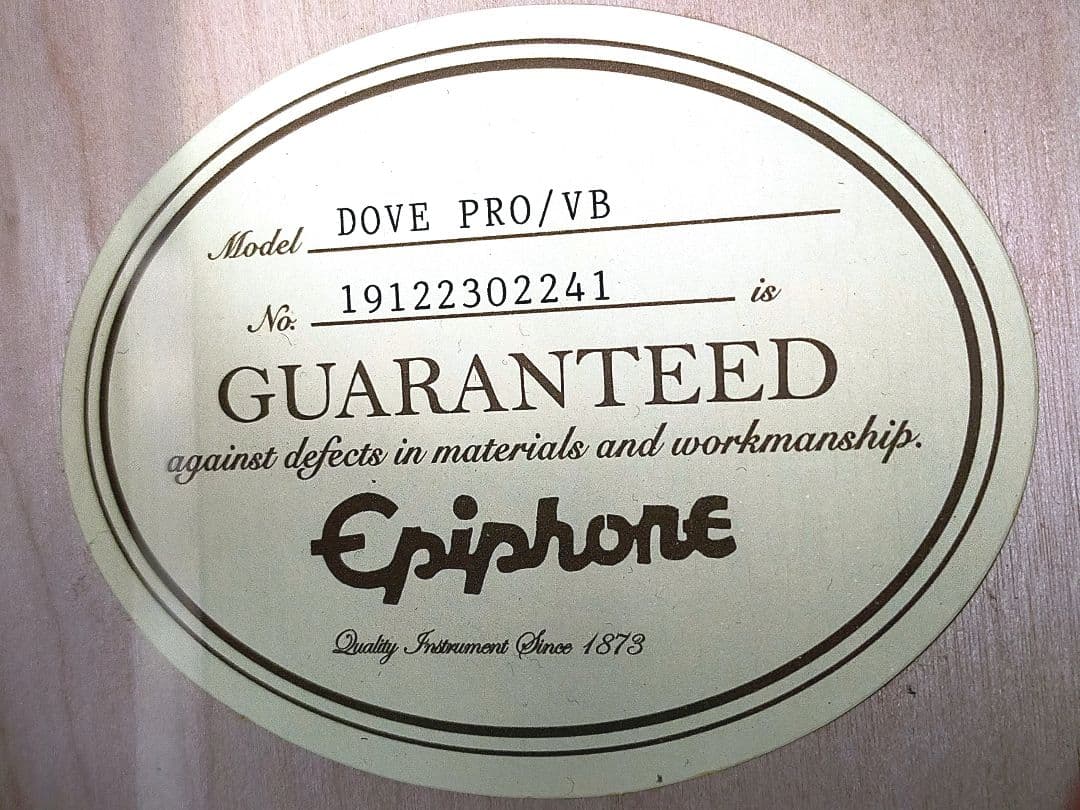 Model DOVE PRO/VB
No. 19122302241 is
GUARANTEED
against defects in materials and workmanship.
Epiphone
Quality Instrument Since 1873